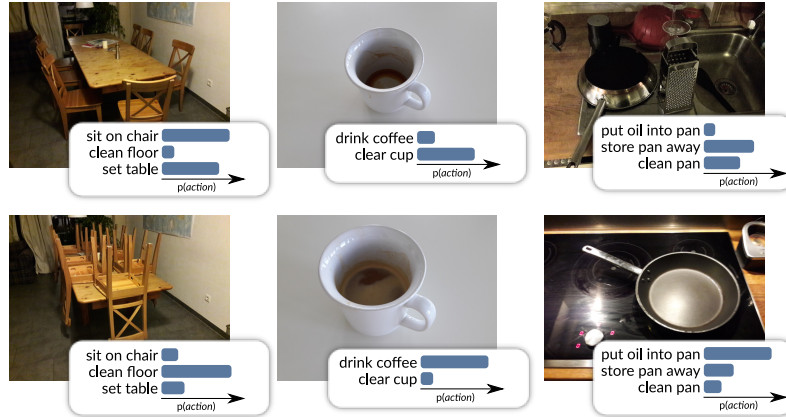 sit on chair
clean floor
set table
p(action)
drink coffee
clear cup
p(action)
put oil into pan
store pan away
clean pan
p(action)
sit on chair
clean floor
set table
p(action)
drink coffee
clear cup
p(action)
put oil into pan
store pan away
clean pan
p(action)